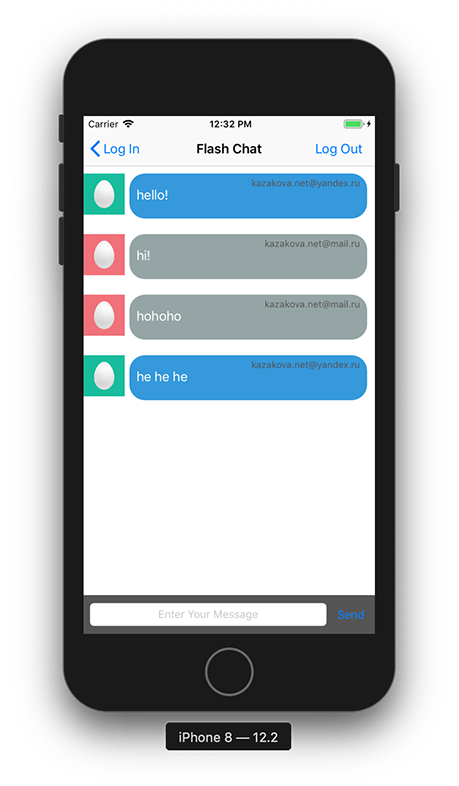 Carrier 12:32 PM
Log In Flash Chat Log Out
kazakova.net@yandex.ru
hello!
kazakova.net@mail.ru
hi!
kazakova.net@mail.ru
hohoho
kazakova.net@yandex.ru
he he he
Enter Your Message Send
iPhone 8 — 12.2